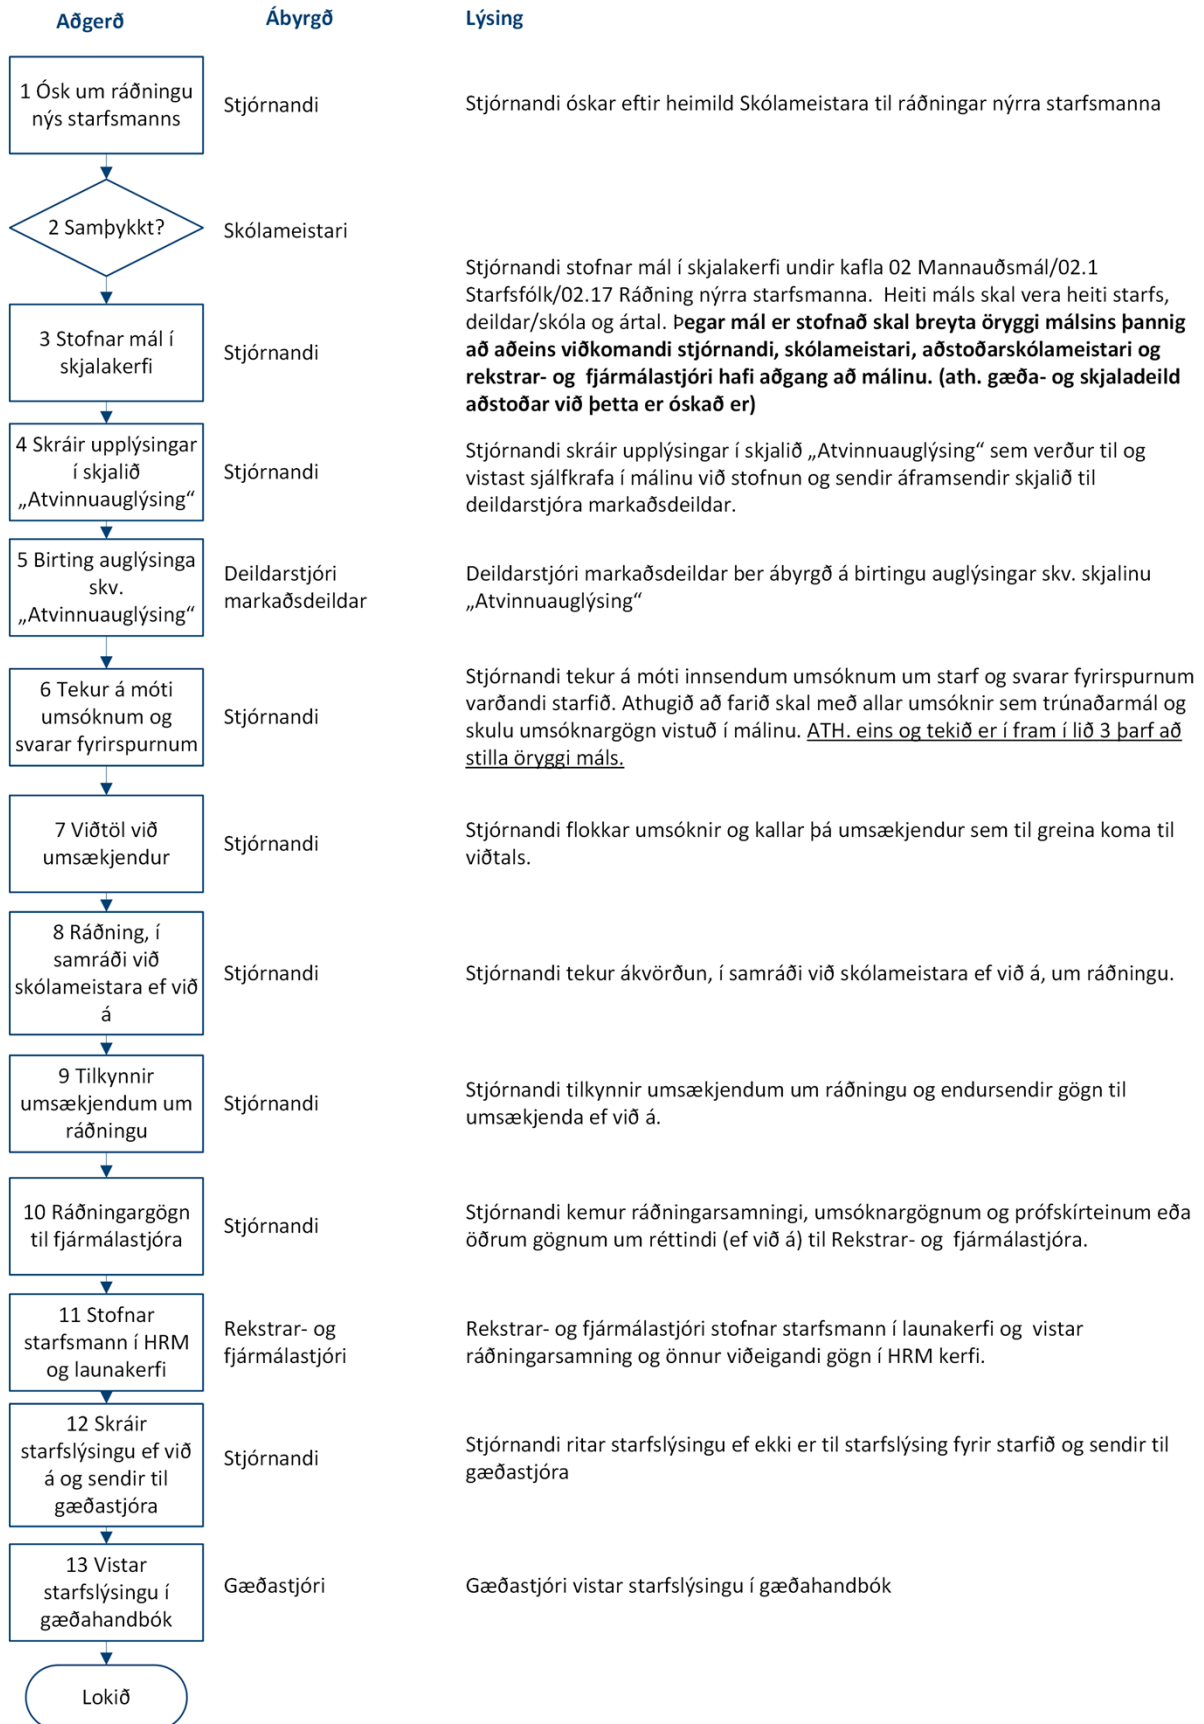 Aðgerð
Ábyrgð
Lýsing
1 Ósk um ráðningu
nýs starfsmanns
Stjórnandi
Stjórnandi óskar eftir heimild Skólameistara til ráðningar nýrra starfsmanna
2 Samþykkt?
Skólameistari
3 Stofnar mál í
skjalakerfi
Stjórnandi
Stjórnandi stofnar mál í skjalakerfi undir kafla 02 Mannauðsmál/02.1
Starfsfólk/02.17 Ráðning nýrra starfsmanna.  Heiti máls skal vera heiti starfs,
deildar/skóla og ártal. Þegar mál er stofnað skal breyta öryggi málsins þannig
að aðeins viðkomandi stjórnandi, skólameistari, aðstoðarskólameistari og
rekstrar- og  fjármálastjóri hafi aðgang að málinu. (ath. gæða- og skjaladeild
aðstoðar við þetta er óskað er)
4 Skráir upplýsingar
í skjalið
„Atvinnuauglýsing“
Stjórnandi
Stjórnandi skráir upplýsingar í skjalið „Atvinnuauglýsing“ sem verður til og
vistast sjálfkrafa í málinu við stofnun og sendir áframsendir skjalið til
deildarstjóra markaðsdeildar.
5 Birting auglýsinga
skv.
„Atvinnuauglýsing“
Deildarstjóri
markaðsdeildar
Deildarstjóri markaðsdeildar ber ábyrgð á birtingu auglýsingar skv. skjalinu
„Atvinnuauglýsing“
6 Tekur á móti
umsóknum og
svarar fyrirspurnum
Stjórnandi
Stjórnandi tekur á móti innsendum umsóknum um starf og svarar fyrirspurnum
varðandi starfið. Athugið að farið skal með allar umsóknir sem trúnaðarmál og
skulu umsóknargögn vistuð í málinu. ATH. eins og tekið er í fram í lið 3 þarf að
stilla öryggi máls.
7 Viðtöl við
umsækjendur
Stjórnandi
Stjórnandi flokkar umsóknir og kallar þá umsækjendur sem til greina koma til
viðtals.
8 Ráðning, í
samráði við
skólameistara ef við
á
Stjórnandi
Stjórnandi tekur ákvörðun, í samráði við skólameistara ef við á, um ráðningu.
9 Tilkynnir
umsækjendum um
ráðningu
Stjórnandi
Stjórnandi tilkynnir umsækjendum um ráðningu og endursendir gögn til
umsækjenda ef við á.
10 Ráðningargögn
til fjármálastjóra
Stjórnandi
Stjórnandi kemur ráðningarsamningi, umsóknargögnum og prófskírteinum eða
öðrum gögnum um réttindi (ef við á) til Rekstrar- og  fjármálastjóra.
11 Stofnar
starfsmann í HRM
og launakerfi
Rekstrar- og
fjármálastjóri
Rekstrar- og fjármálastjóri stofnar starfsmann í launakerfi og  vistar
ráðningarsamning og önnur viðeigandi gögn í HRM kerfi.
12 Skráir
starfslýsingu ef við
á og sendir til
gæðastjóra
Stjórnandi
Stjórnandi ritar starfslýsingu ef ekki er til starfslýsing fyrir starfið og sendir til
gæðastjóra
13 Vistar
starfslýsingu í
gæðahandbók
Gæðastjóri
Gæðastjóri vistar starfslýsingu í gæðahandbók
Lokið